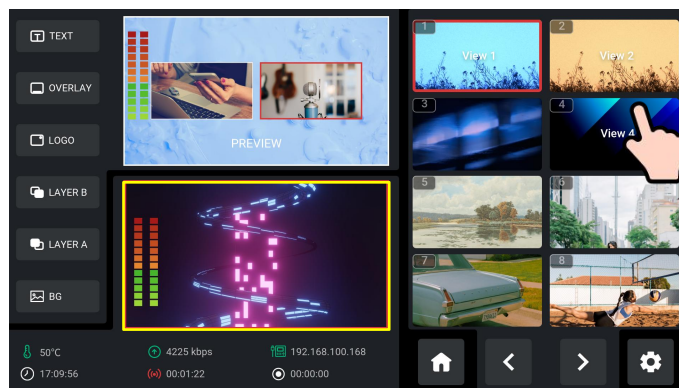 TEXT
OVERLAY
LOGO
LAYER B
LAYER A
BG
PREVIEW
1
View 1
2
View 2
3
4
View 4
5
6
7
8
50°C
4225 kbps
192.168.100.168
17:09:56
00:01:22
00:00:00